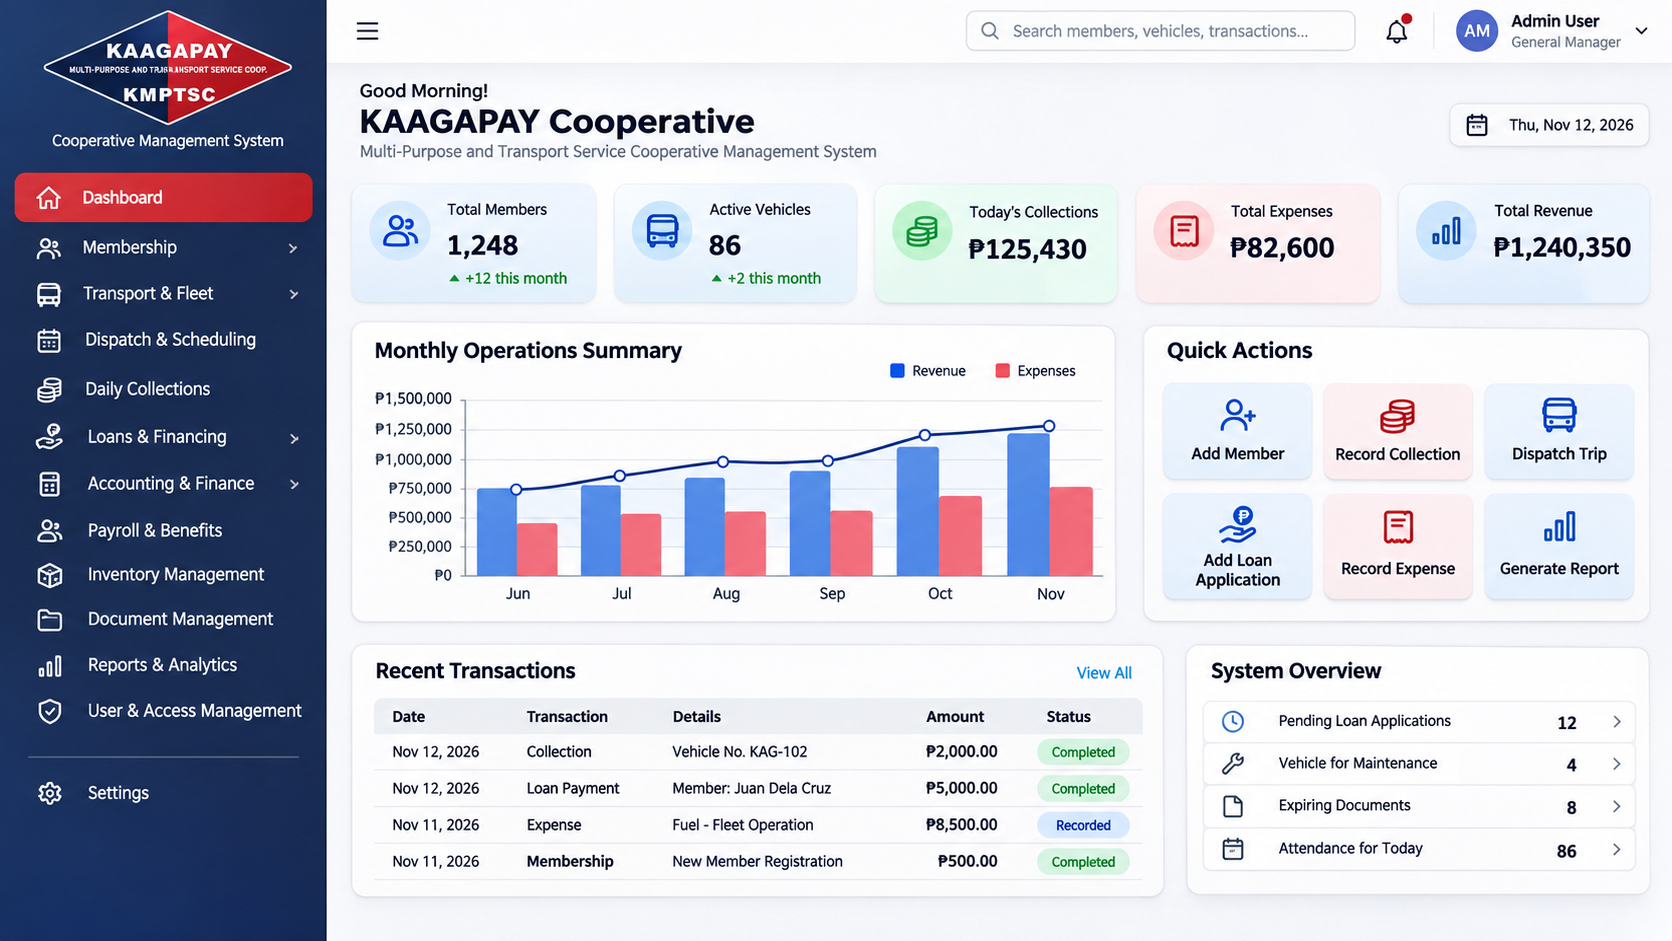 KAAGAPAY
MULTI-PURPOSE AND TRANSPORT SERVICE COOP.
KMPTSC
Cooperative Management System
Dashboard
Membership
Transport & Fleet
Dispatch & Scheduling
Daily Collections
Loans & Financing
Accounting & Finance
Payroll & Benefits
Inventory Management
Document Management
Reports & Analytics
User & Access Management
Settings
Search members, vehicles, transactions...
AM
Admin User
General Manager
Good Morning!
KAAGAPAY Cooperative
Multi-Purpose and Transport Service Cooperative Management System
Thu, Nov 12, 2026
Total Members
1,248
+12 this month
Active Vehicles
86
+2 this month
Today's Collections
₱125,430
Total Expenses
₱82,600
Total Revenue
₱1,240,350
Monthly Operations Summary
Revenue
Expenses
₱1,500,000
₱1,250,000
₱1,000,000
₱750,000
₱500,000
₱250,000
₱0
Jun
Jul
Aug
Sep
Oct
Nov
Quick Actions
Add Member
Record Collection
Dispatch Trip
₱
Add Loan
Application
Record Expense
Generate Report
Recent Transactions
View All
Date Transaction Details Amount Status
Nov 12, 2026 Collection Vehicle No. KAG-102 ₱2,000.00 Completed
Nov 12, 2026 Loan Payment Member: Juan Dela Cruz ₱5,000.00 Completed
Nov 11, 2026 Expense Fuel - Fleet Operation ₱8,500.00 Recorded
Nov 11, 2026 Membership New Member Registration ₱500.00 Completed
System Overview
Pending Loan Applications 12
Vehicle for Maintenance 4
Expiring Documents 8
Attendance for Today 86